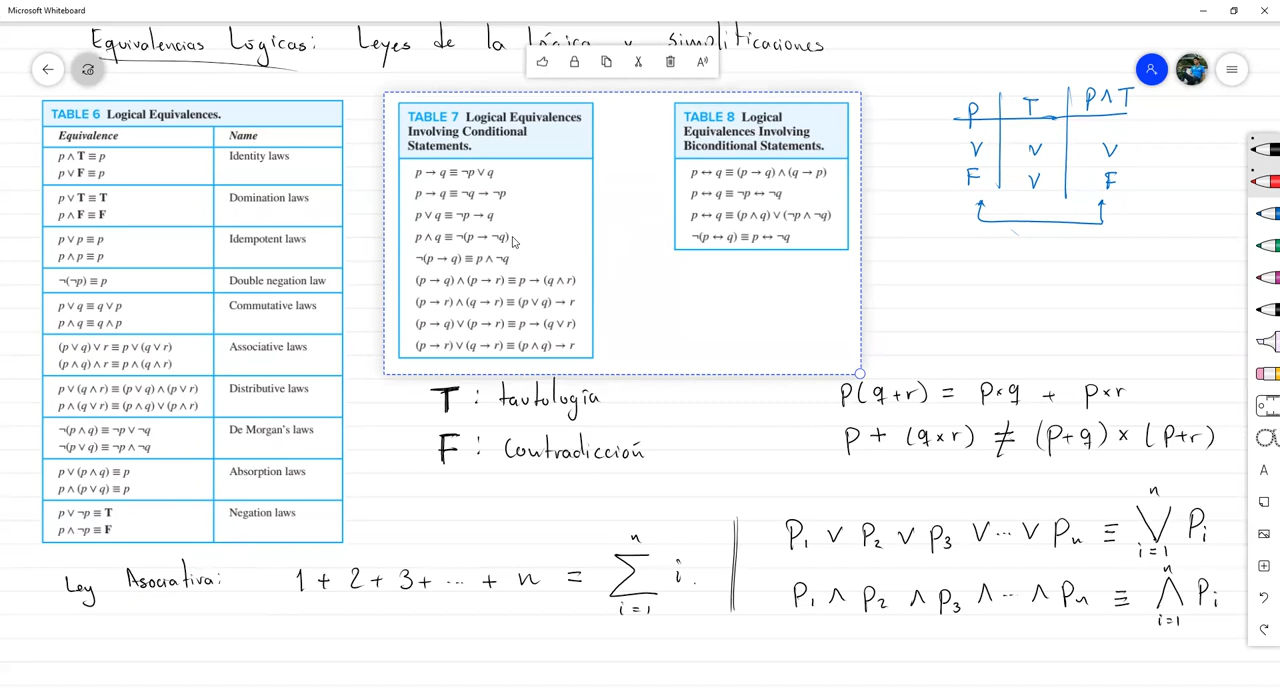 Microsoft Whiteboard
Equivalencias Lógicas: Leyes de la Lógica y simplificaciones
TABLE 6 Logical Equivalences.
Equivalence Name
p ∧ T ≡ p Identity laws
p ∨ F ≡ p
p ∨ T ≡ T Domination laws
p ∧ F ≡ F
p ∨ p ≡ p Idempotent laws
p ∧ p ≡ p
¬(¬p) ≡ p Double negation law
p ∨ q ≡ q ∨ p Commutative laws
p ∧ q ≡ q ∧ p
(p ∨ q) ∨ r ≡ p ∨ (q ∨ r) Associative laws
(p ∧ q) ∧ r ≡ p ∧ (q ∧ r)
p ∨ (q ∧ r) ≡ (p ∨ q) ∧ (p ∨ r) Distributive laws
p ∧ (q ∨ r) ≡ (p ∧ q) ∨ (p ∧ r)
¬(p ∧ q) ≡ ¬p ∨ ¬q De Morgan's laws
¬(p ∨ q) ≡ ¬p ∧ ¬q
p ∨ (p ∧ q) ≡ p Absorption laws
p ∧ (p ∨ q) ≡ p
p ∨ ¬p ≡ T Negation laws
p ∧ ¬p ≡ F
TABLE 7 Logical Equivalences
Involving Conditional
Statements.
p → q ≡ ¬p ∨ q
p → q ≡ ¬q → ¬p
p ∨ q ≡ ¬p → q
p ∧ q ≡ ¬(p → ¬q)
¬(p → q) ≡ p ∧ ¬q
(p → q) ∧ (p → r) ≡ p → (q ∧ r)
(p → r) ∧ (q → r) ≡ (p ∨ q) → r
(p → q) ∨ (p → r) ≡ p → (q ∨ r)
(p → r) ∨ (q → r) ≡ (p ∧ q) → r
TABLE 8 Logical
Equivalences Involving
Biconditional Statements.
p ↔ q ≡ (p → q) ∧ (q → p)
p ↔ q ≡ ¬p ↔ ¬q
p ↔ q ≡ (p ∧ q) ∨ (¬p ∧ ¬q)
¬(p ↔ q) ≡ p ↔ ¬q
P T P ∧ T
V V V
F V F
T : tautología
F : contradicción
p(q+r) = p×q + p×r
p + (q×r) ≠ (p+q) × (p+r)
Ley Asociativa: 1 + 2 + 3 + ... + n = ∑ i=1 n i.
P₁ ∨ P₂ ∨ P₃ ∨ ... ∨ Pn ≡ ⋁ i=1 n Pi
P₁ ∧ P₂ ∧ P₃ ∧ ... ∧ Pn ≡ ⋀ i=1 n Pi